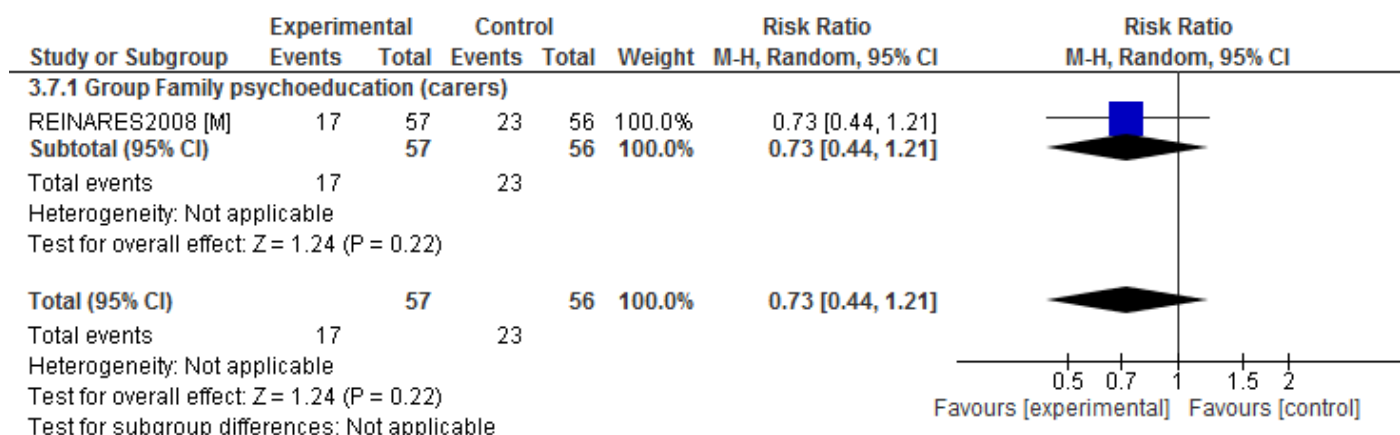 Experimental Control Risk Ratio Risk Ratio
Study or Subgroup Events Total Events Total Weight M-H, Random, 95% CI M-H, Random, 95% CI
3.7.1 Group Family psychoeducation (carers)
REINARES2008 [M] 17 57 23 56 100.0% 0.73 [0.44, 1.21]
Subtotal (95% CI) 57 56 100.0% 0.73 [0.44, 1.21]
Total events 17 23
Heterogeneity: Not applicable
Test for overall effect: Z = 1.24 (P = 0.22)
Total (95% CI) 57 56 100.0% 0.73 [0.44, 1.21]
Total events 17 23
Heterogeneity: Not applicable
Test for overall effect: Z = 1.24 (P = 0.22)
Test for subgroup differences: Not applicable
0.5 0.7 1 1.5 2
Favours [experimental] Favours [control]